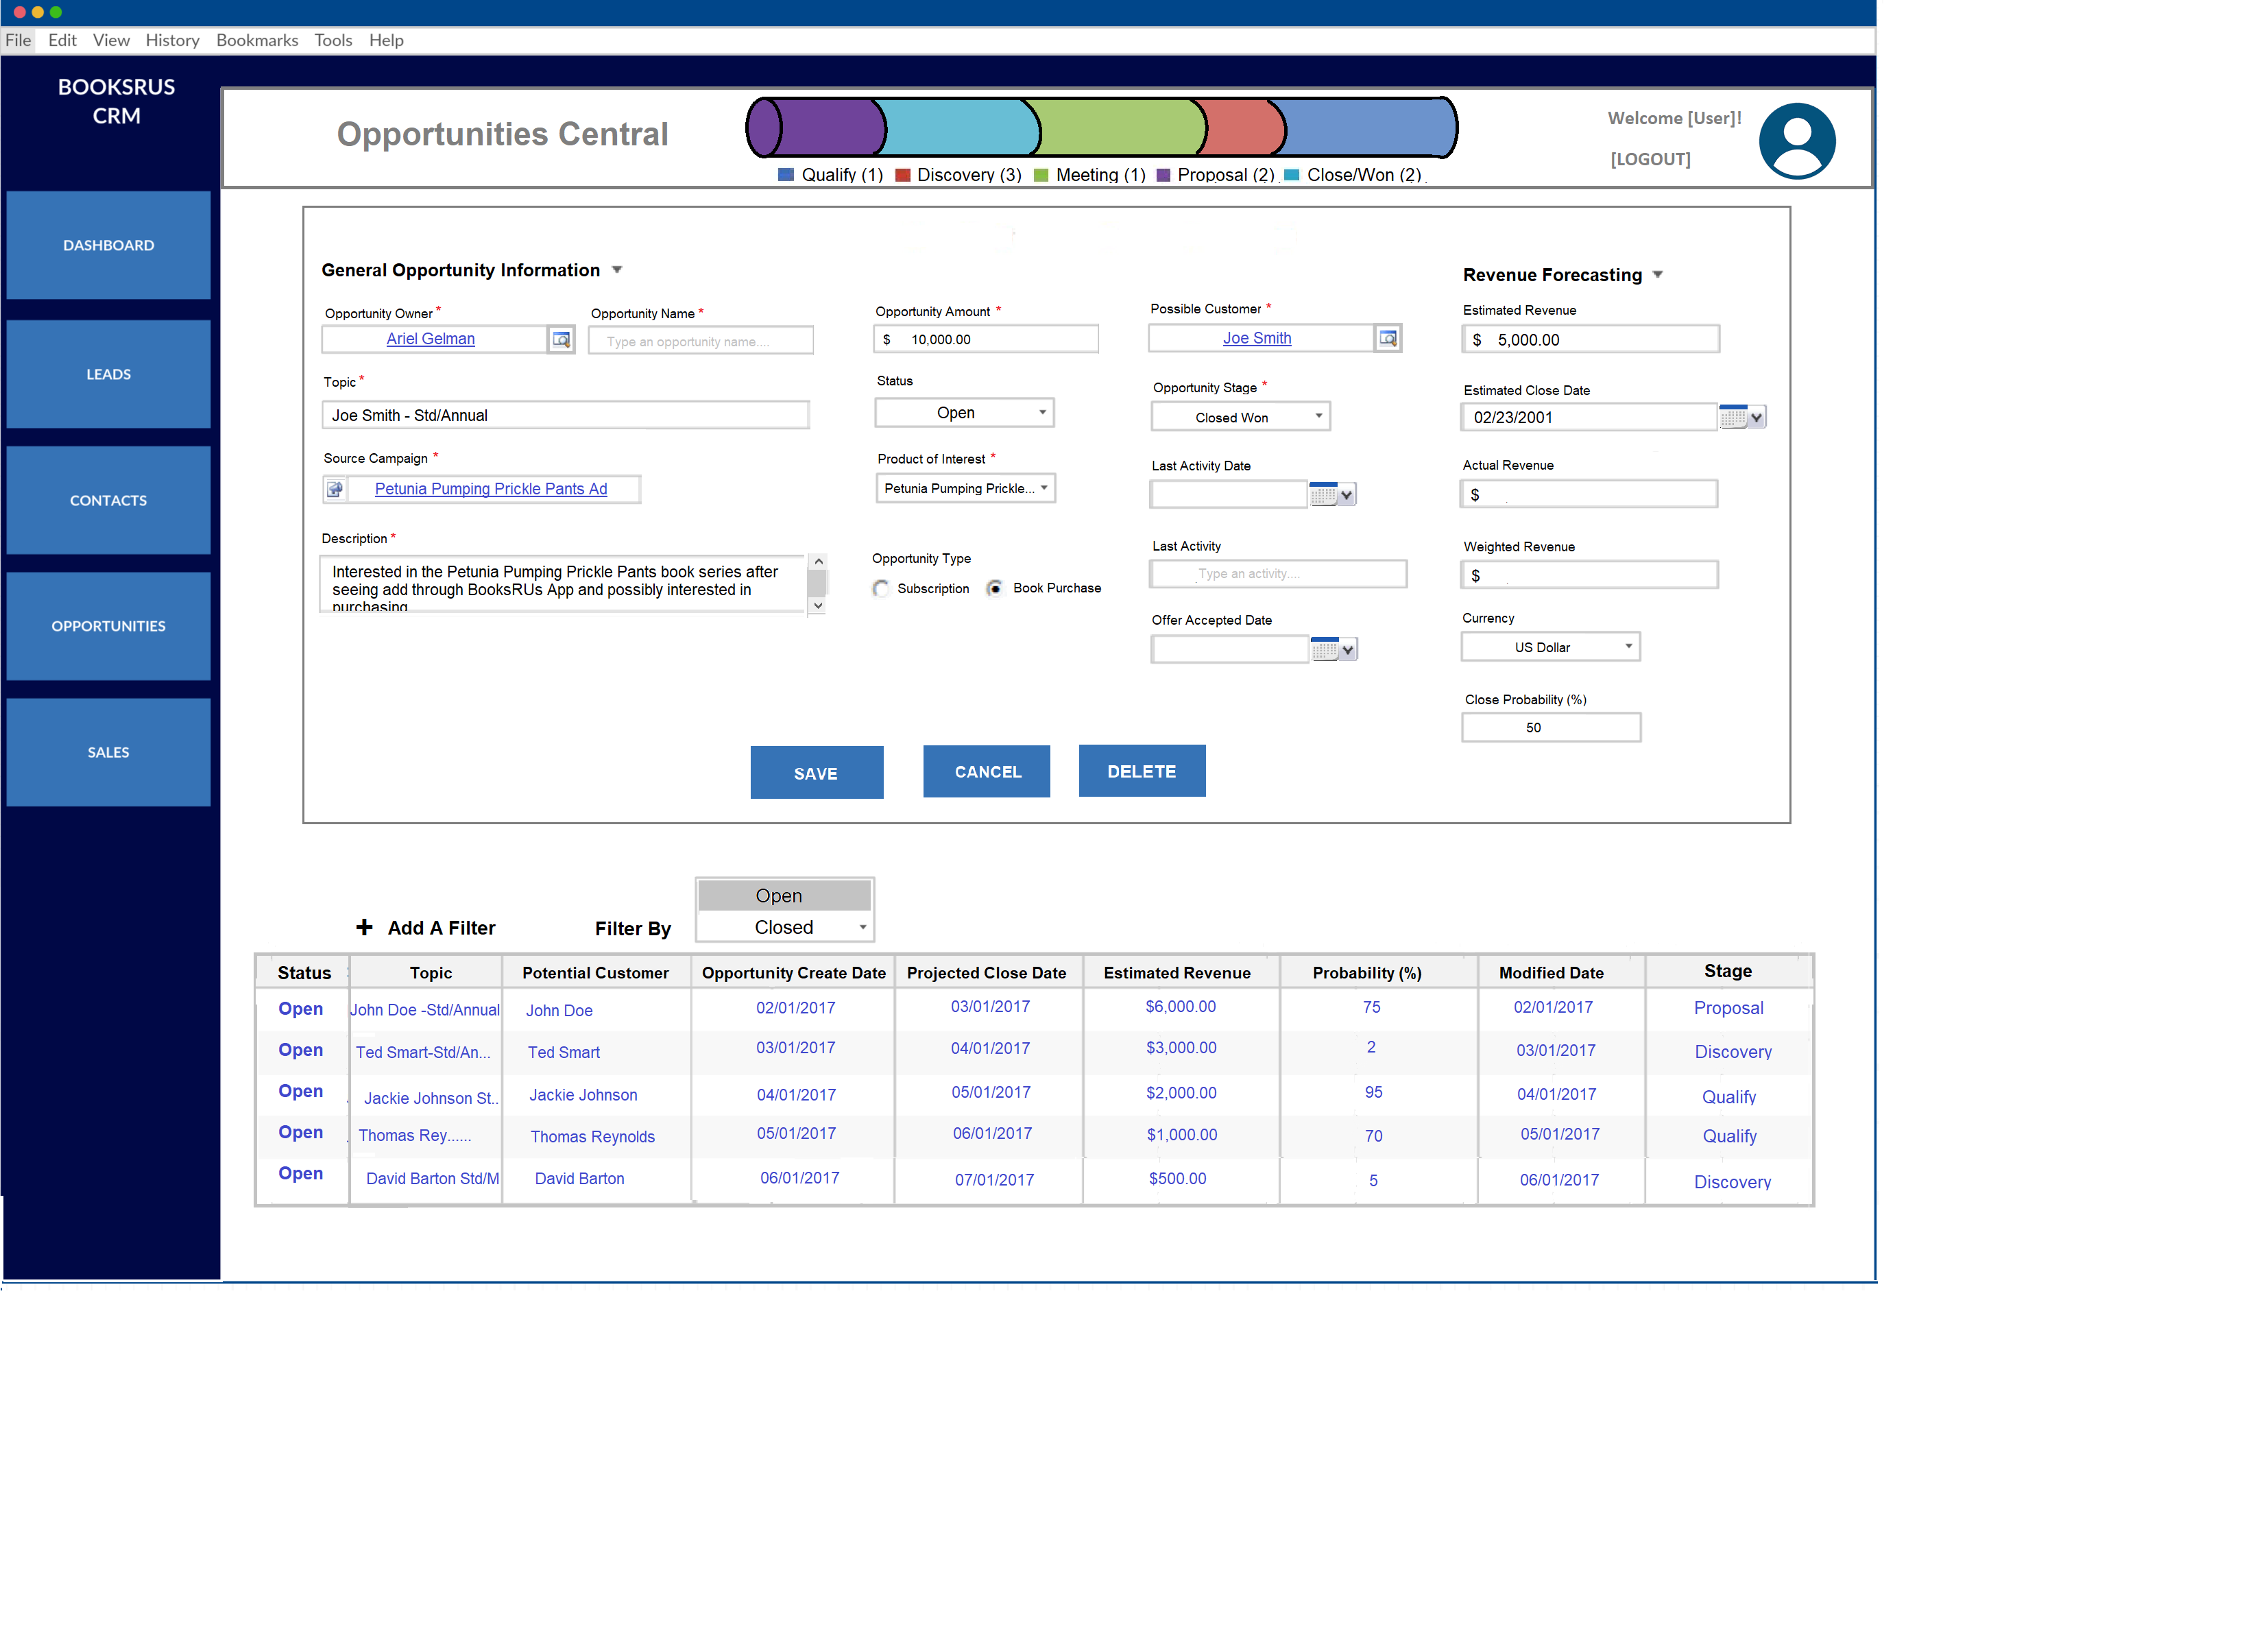 File Edit View History Bookmarks Tools Help
BOOKSRUS
CRM
DASHBOARD
LEADS
CONTACTS
OPPORTUNITIES
SALES
Opportunities Central
Qualify (1) Discovery (3) Meeting (1) Proposal (2) Close/Won (2)
Welcome [User]!
[LOGOUT]
General Opportunity Information
Opportunity Owner *
Ariel Gelman
Opportunity Name *
Type an opportunity name....
Topic *
Joe Smith - Std/Annual
Source Campaign *
Petunia Pumping Prickle Pants Ad
Description *
Interested in the Petunia Pumping Prickle Pants book series after
seeing add through BooksRUs App and possibly interested in
purchasing
Opportunity Amount *
$ 10,000.00
Status
Open
Product of Interest *
Petunia Pumping Prickle...
Opportunity Type
Subscription Book Purchase
Possible Customer *
Joe Smith
Opportunity Stage *
Closed Won
Last Activity Date
Last Activity
Type an activity....
Offer Accepted Date
Revenue Forecasting
Estimated Revenue
$ 5,000.00
Estimated Close Date
02/23/2001
Actual Revenue
$
Weighted Revenue
$
Currency
US Dollar
Close Probability (%)
50
SAVE CANCEL DELETE
+ Add A Filter
Filter By
Open
Closed
Status Topic Potential Customer Opportunity Create Date Projected Close Date Estimated Revenue Probability (%) Modified Date Stage
Open John Doe -Std/Annual John Doe 02/01/2017 03/01/2017 $6,000.00 75 02/01/2017 Proposal
Open Ted Smart-Std/An... Ted Smart 03/01/2017 04/01/2017 $3,000.00 2 03/01/2017 Discovery
Open Jackie Johnson St.. Jackie Johnson 04/01/2017 05/01/2017 $2,000.00 95 04/01/2017 Qualify
Open Thomas Rey...... Thomas Reynolds 05/01/2017 06/01/2017 $1,000.00 70 05/01/2017 Qualify
Open David Barton Std/M David Barton 06/01/2017 07/01/2017 $500.00 5 06/01/2017 Discovery